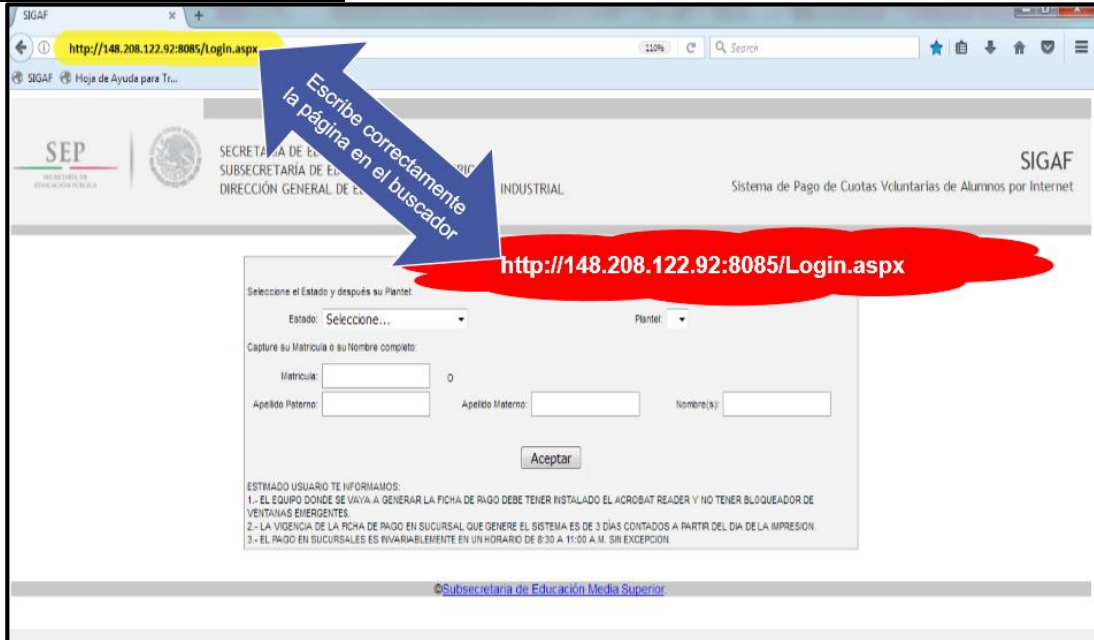 SIGAF
http://148.208.122.92:8085/Login.aspx
110%
Search
SIGAF Hoja de Ayuda para Tr...
Escribe correctamente
la página en el buscador
SEP
SECRETARÍA DE
EDUCACIÓN PÚBLICA
SECRETARÍA DE
SUBSECRETARÍA DE
DIRECCIÓN GENERAL DE INDUSTRIAL
SIGAF
Sistema de Pago de Cuotas Voluntarias de Alumnos por Internet
http://148.208.122.92:8085/Login.aspx
Seleccione el Estado y después su Plantel:
Estado: Seleccione... Plantel:
Capture su Matricula o su Nombre completo:
Matricula: O
Apellido Paterno: Apellido Materno: Nombre(s):
Aceptar
ESTIMADO USUARIO TE INFORMAMOS:
1.- EL EQUIPO DONDE SE VAYA A GENERAR LA FICHA DE PAGO DEBE TENER INSTALADO EL ACROBAT READER Y NO TENER BLOQUEADOR DE
VENTANAS EMERGENTES.
2.- LA VIGENCIA DE LA FICHA DE PAGO EN SUCURSAL QUE GENERE EL SISTEMA ES DE 3 DÍAS CONTADOS A PARTIR DEL DIA DE LA IMPRESION.
3.- EL PAGO EN SUCURSALES ES INVARIABLEMENTE EN UN HORARIO DE 8:30 A 11:00 A.M. SIN EXCEPCION.
©Subsecretaria de Educación Media Superior.